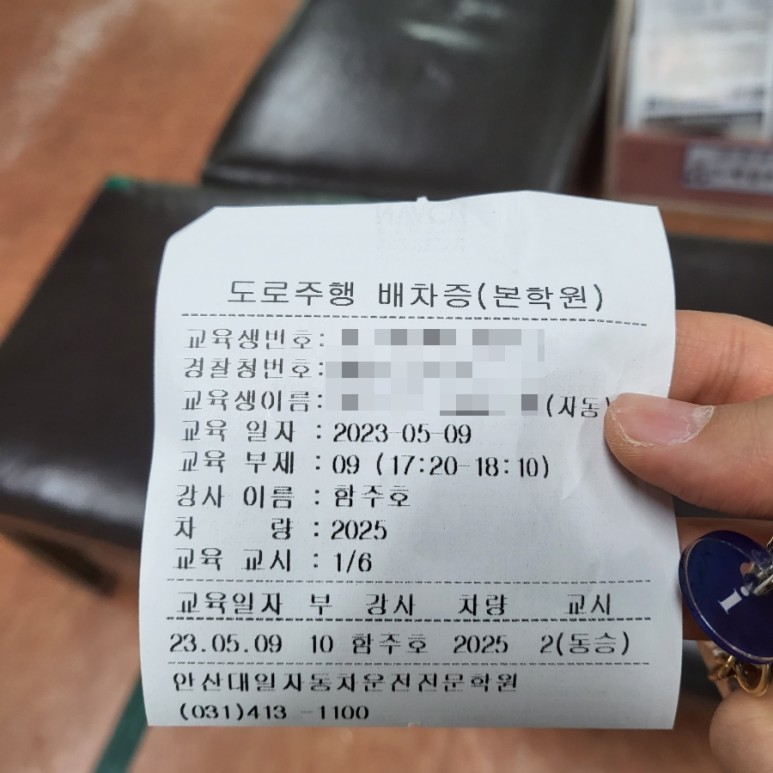 도로주행 배차증(본학원)
교육생번호:
경찰청번호:
교육생이름: (자동)
교육 일자 : 2023-05-09
교육 부제 : 09 (17:20-18:10)
강사 이름 : 함주호
차 량 : 2025
교육 교시 : 1/6
교육일자 부 강사 차량 교시
23.05.09 10 함주호 2025 2(동승)
안산대일자동차운전전문학원
(031)413-1100